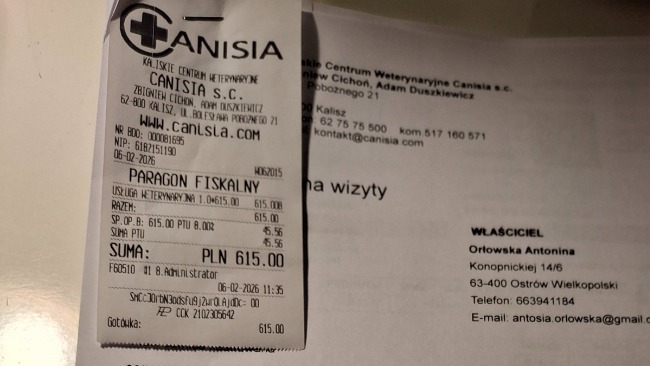 CANISIA
KALISKIE CENTRUM WETERYNARYJNE
CANISIA s.c.
ZBIGNIEW CICHOŃ, ADAM DUSZKIEWICZ
62-800 KALISZ, UL.BOLESŁAWA POBOŻNEGO 21
www.canisia.com
NR BDO: 000081695
NIP: 6182151190
06-02-2026
W062015
PARAGON FISKALNY
USŁUGA WETERYNARYJNA 1.0*615.00 615.00B
RAZEM: 615.00
SP.OP.B: 615.00 PTU 8.00% 45.56
SUMA PTU 45.56
SUMA: PLN 615.00
F60510 #1 8.Administrator
06-02-2026 11:35
CCK 2102305642
Gotówka: 615.00
skie Centrum Weterynaryjne Canisia s.c.
niew Cichoń, Adam Duszkiewicz
Pobożnego 21
00 Kalisz
62 75 75 500 kom.517 160 571
kontakt@canisia.com
na wizyty
WŁAŚCICIEL
Orłowska Antonina
Konopnickiej 14/6
63-400 Ostrów Wielkopolski
Telefon: 663941184
E-mail: antosia.orlowska@gmail.c